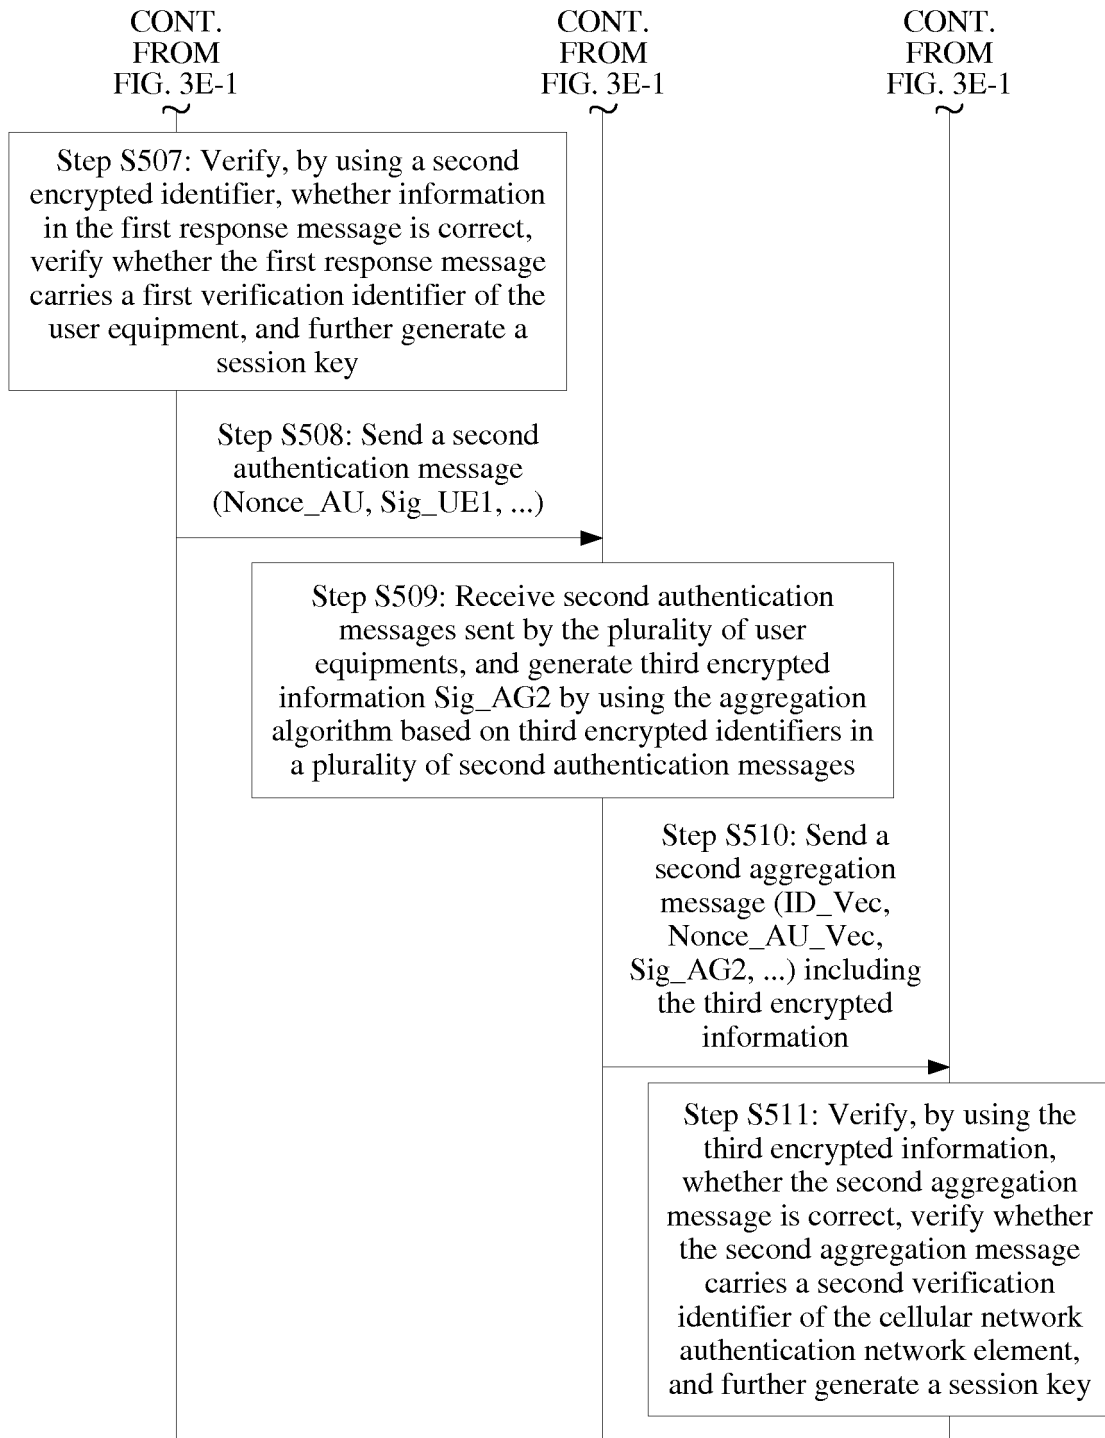 CONT.
FROM
FIG. 3E-1
CONT.
FROM
FIG. 3E-1
CONT.
FROM
FIG. 3E-1
Step S507: Verify, by using a second
encrypted identifier, whether information
in the first response message is correct,
verify whether the first response message
carries a first verification identifier of the
user equipment, and further generate a
session key
Step S508: Send a second
authentication message
(Nonce_AU, Sig_UE1, ...)
Step S509: Receive second authentication
messages sent by the plurality of user
equipments, and generate third encrypted
information Sig_AG2 by using the aggregation
algorithm based on third encrypted identifiers in
a plurality of second authentication messages
Step S510: Send a
second aggregation
message (ID_Vec,
Nonce_AU_Vec,
Sig_AG2, ...) including
the third encrypted
information
Step S511: Verify, by using the
third encrypted information,
whether the second aggregation
message is correct, verify whether
the second aggregation message
carries a second verification
identifier of the cellular network
authentication network element,
and further generate a session key